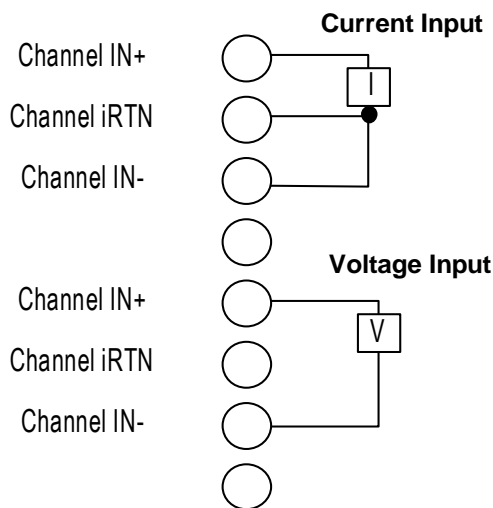 Current Input
Channel IN+
I
Channel iRTN
Channel IN-
Voltage Input
Channel IN+
V
Channel iRTN
Channel IN-